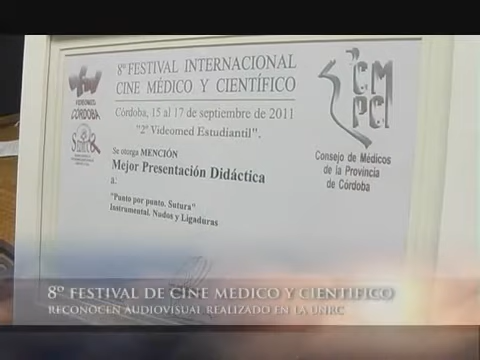 8º FESTIVAL INTERNACIONAL
CINE MÉDICO Y CIENTÍFICO
Córdoba, 15 al 17 de septiembre de 2011
"2º Videomed Estudiantil".
Se otorga MENCIÓN
Mejor Presentación Didáctica
a:
"Punto por punto. Sutura"
Instrumental. Nudos y Ligaduras
VIDEOMED
CÓRDOBA
CMPC
Consejo de Médicos
de la Provincia
de Córdoba
8º FESTIVAL DE CINE MEDICO Y CIENTIFICO
RECONOCEN AUDIOVISUAL REALIZADO EN LA UNRC